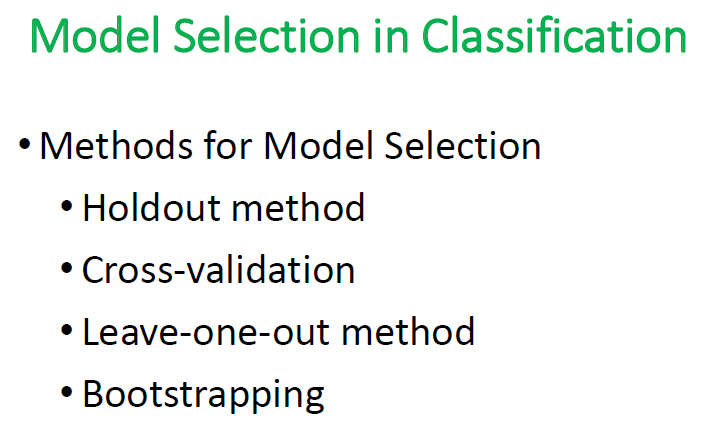 Model Selection in Classification
• Methods for Model Selection
• Holdout method
• Cross-validation
• Leave-one-out method
• Bootstrapping